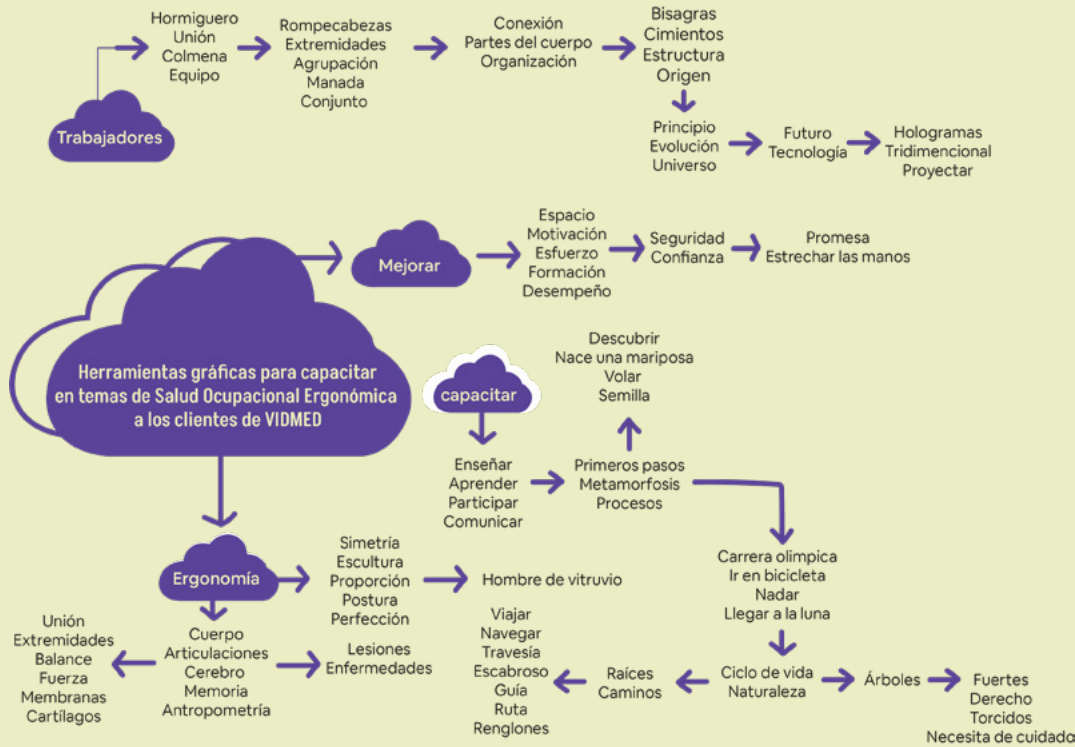 Trabajadores
Hormiguero
Unión
Colmena
Equipo
Rompecabezas
Extremidades
Agrupación
Manada
Conjunto
Conexión
Partes del cuerpo
Organización
Bisagras
Cimientos
Estructura
Origen
Principio
Evolución
Universo
Futuro
Tecnología
Hologramas
Tridimencional
Proyectar
Herramientas gráficas para capacitar
en temas de Salud Ocupacional Ergonómica
a los clientes de VIDMED
Mejorar
Espacio
Motivación
Esfuerzo
Formación
Desempeño
Seguridad
Confianza
Promesa
Estrechar las manos
capacitar
Enseñar
Aprender
Participar
Comunicar
Primeros pasos
Metamorfosis
Procesos
Descubrir
Nace una mariposa
Volar
Semilla
Carrera olimpica
Ir en bicicleta
Nadar
Llegar a la luna
Ciclo de vida
Naturaleza
Árboles
Fuertes
Derecho
Torcidos
Necesita de cuidado
Raíces
Caminos
Viajar
Navegar
Travesía
Escabroso
Guía
Ruta
Renglones
Ergonomía
Simetría
Escultura
Proporción
Postura
Perfección
Hombre de vitruvio
Cuerpo
Articulaciones
Cerebro
Memoria
Antropometría
Lesiones
Enfermedades
Unión
Extremidades
Balance
Fuerza
Membranas
Cartílagos